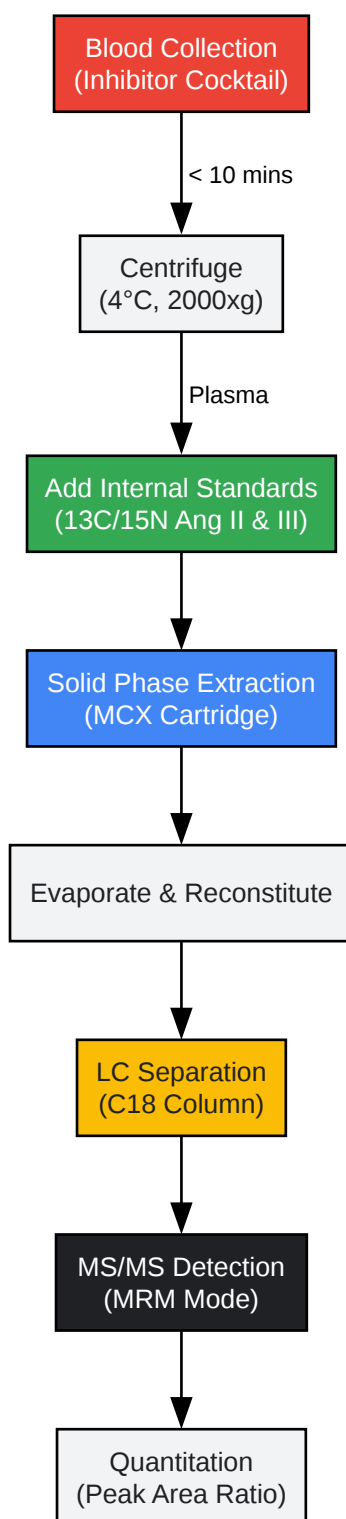 Blood Collection
(Inhibitor Cocktail)
< 10 mins
Centrifuge
(4°C, 2000xg)
Plasma
Add Internal Standards
(13C/15N Ang II & III)
Solid Phase Extraction
(MCX Cartridge)
Evaporate & Reconstitute
LC Separation
(C18 Column)
MS/MS Detection
(MRM Mode)
Quantitation
(Peak Area Ratio)